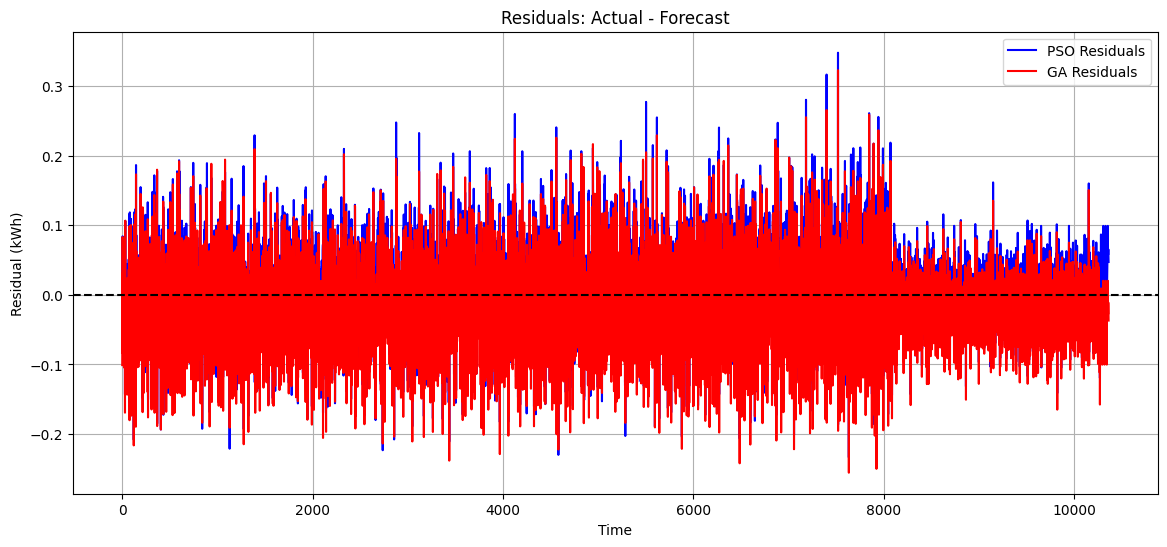 Residuals: Actual - Forecast
PSO Residuals
GA Residuals
Residual (kWh)
0.3
0.2
0.1
0.0
−0.1
−0.2
0
2000
4000
6000
8000
10000
Time